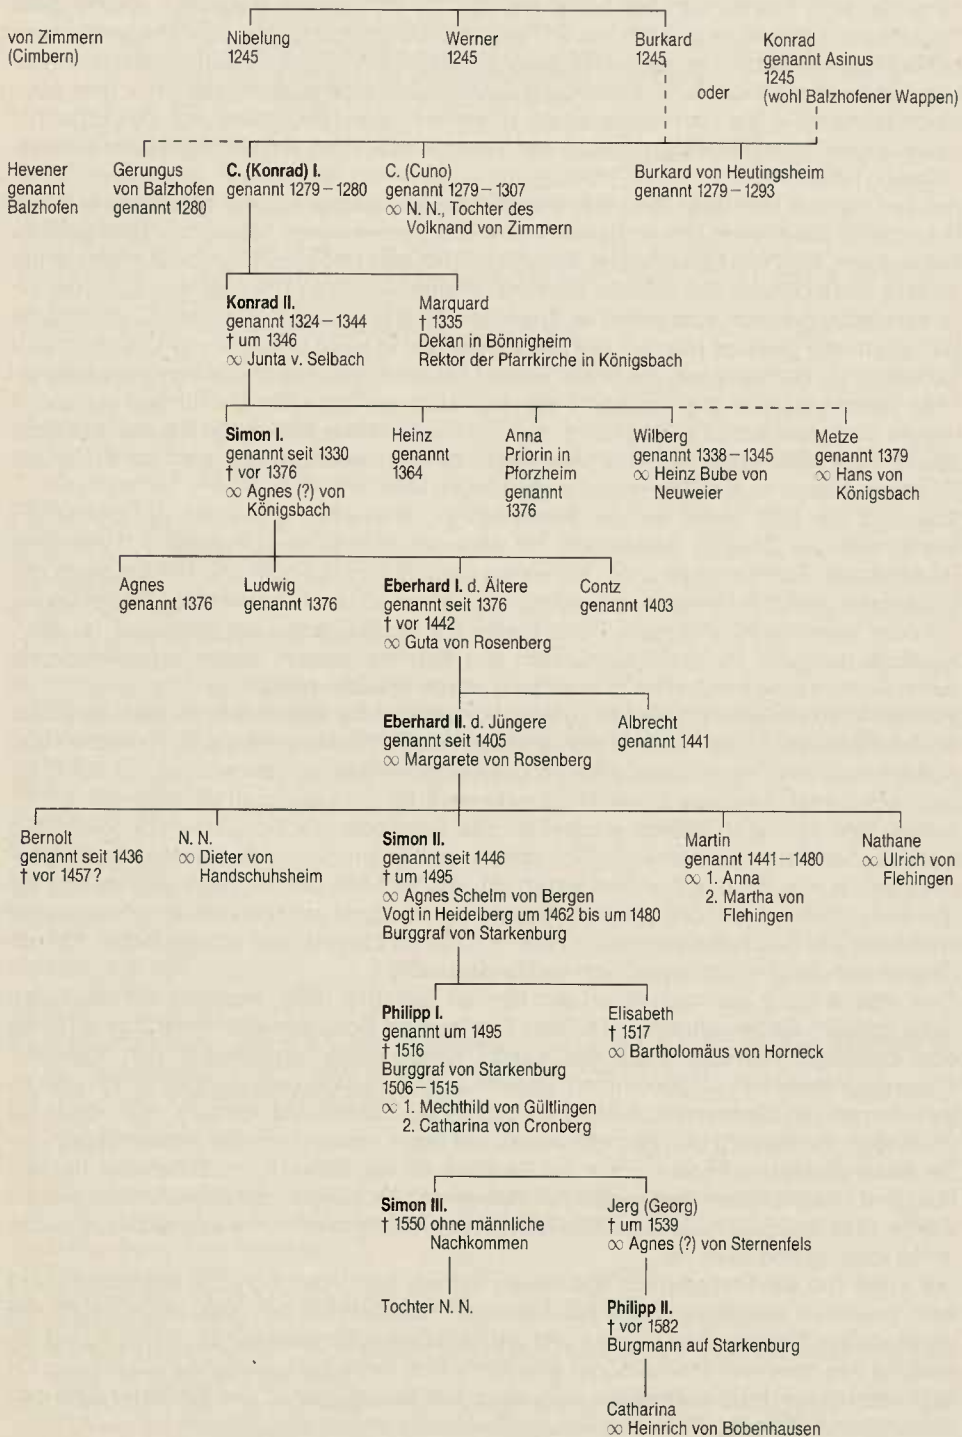 von Zimmern
(Cimbern)
Nibelung
1245
Werner
1245
Burkard
1245
oder
Konrad
genannt Asinus
1245
(wohl Balzhofener Wappen)
Hevener
genannt
Balzhofen
Gerungus
von Balzhofen
genannt 1280
C. (Konrad) I.
genannt 1279–1280
C. (Cuno)
genannt 1279–1307
∞ N. N., Tochter des
Volknand von Zimmern
Burkard von Heutingsheim
genannt 1279–1293
Konrad II.
genannt 1324–1344
† um 1346
∞ Junta v. Selbach
Marquard
† 1335
Dekan in Bönnigheim
Rektor der Pfarrkirche in Königsbach
Simon I.
genannt seit 1330
† vor 1376
∞ Agnes (?) von
Königsbach
Heinz
genannt
1364
Anna
Priorin in
Pforzheim
genannt
1376
Wilberg
genannt 1338–1345
∞ Heinz Bube von
Neuweier
Metze
genannt 1379
∞ Hans von
Königsbach
Agnes
genannt 1376
Ludwig
genannt 1376
Eberhard I. d. Ältere
genannt seit 1376
† vor 1442
∞ Guta von Rosenberg
Contz
genannt 1403
Eberhard II. d. Jüngere
genannt seit 1405
∞ Margarete von Rosenberg
Albrecht
genannt 1441
Bernolt
genannt seit 1436
† vor 1457?
N. N.
∞ Dieter von
Handschuhsheim
Simon II.
genannt seit 1446
† um 1495
∞ Agnes Schelm von Bergen
Vogt in Heidelberg um 1462 bis um 1480
Burggraf von Starkenburg
Martin
genannt 1441–1480
∞ 1. Anna
2. Martha von
Flehingen
Nathane
∞ Ulrich von
Flehingen
Philipp I.
genannt um 1495
† 1516
Burggraf von Starkenburg
1506–1515
∞ 1. Mechthild von Gültlingen
2. Catharina von Cronberg
Elisabeth
† 1517
∞ Bartholomäus von Horneck
Simon III.
† 1550 ohne männliche
Nachkommen
Jerg (Georg)
† um 1539
∞ Agnes (?) von Sternenfels
Tochter N. N.
Philipp II.
† vor 1582
Burgmann auf Starkenburg
Catharina
∞ Heinrich von Bobenhausen